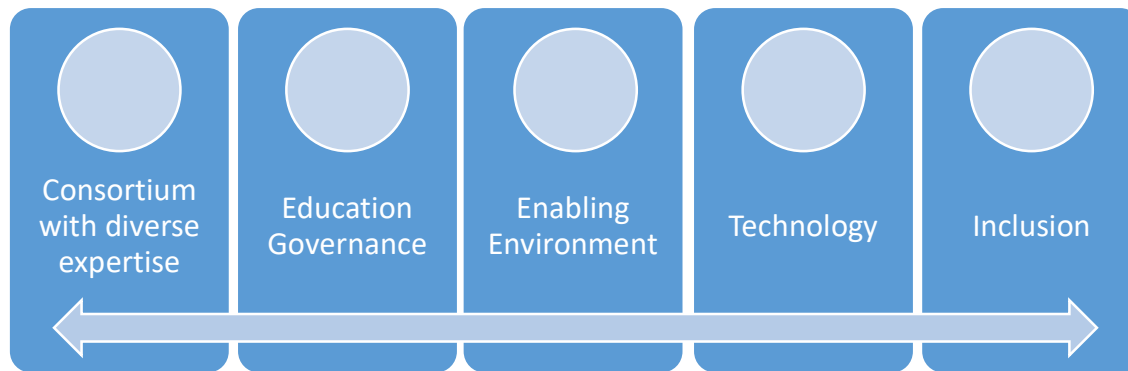 Consortium
with diverse
expertise
Education
Governance
Enabling
Environment
Technology
Inclusion